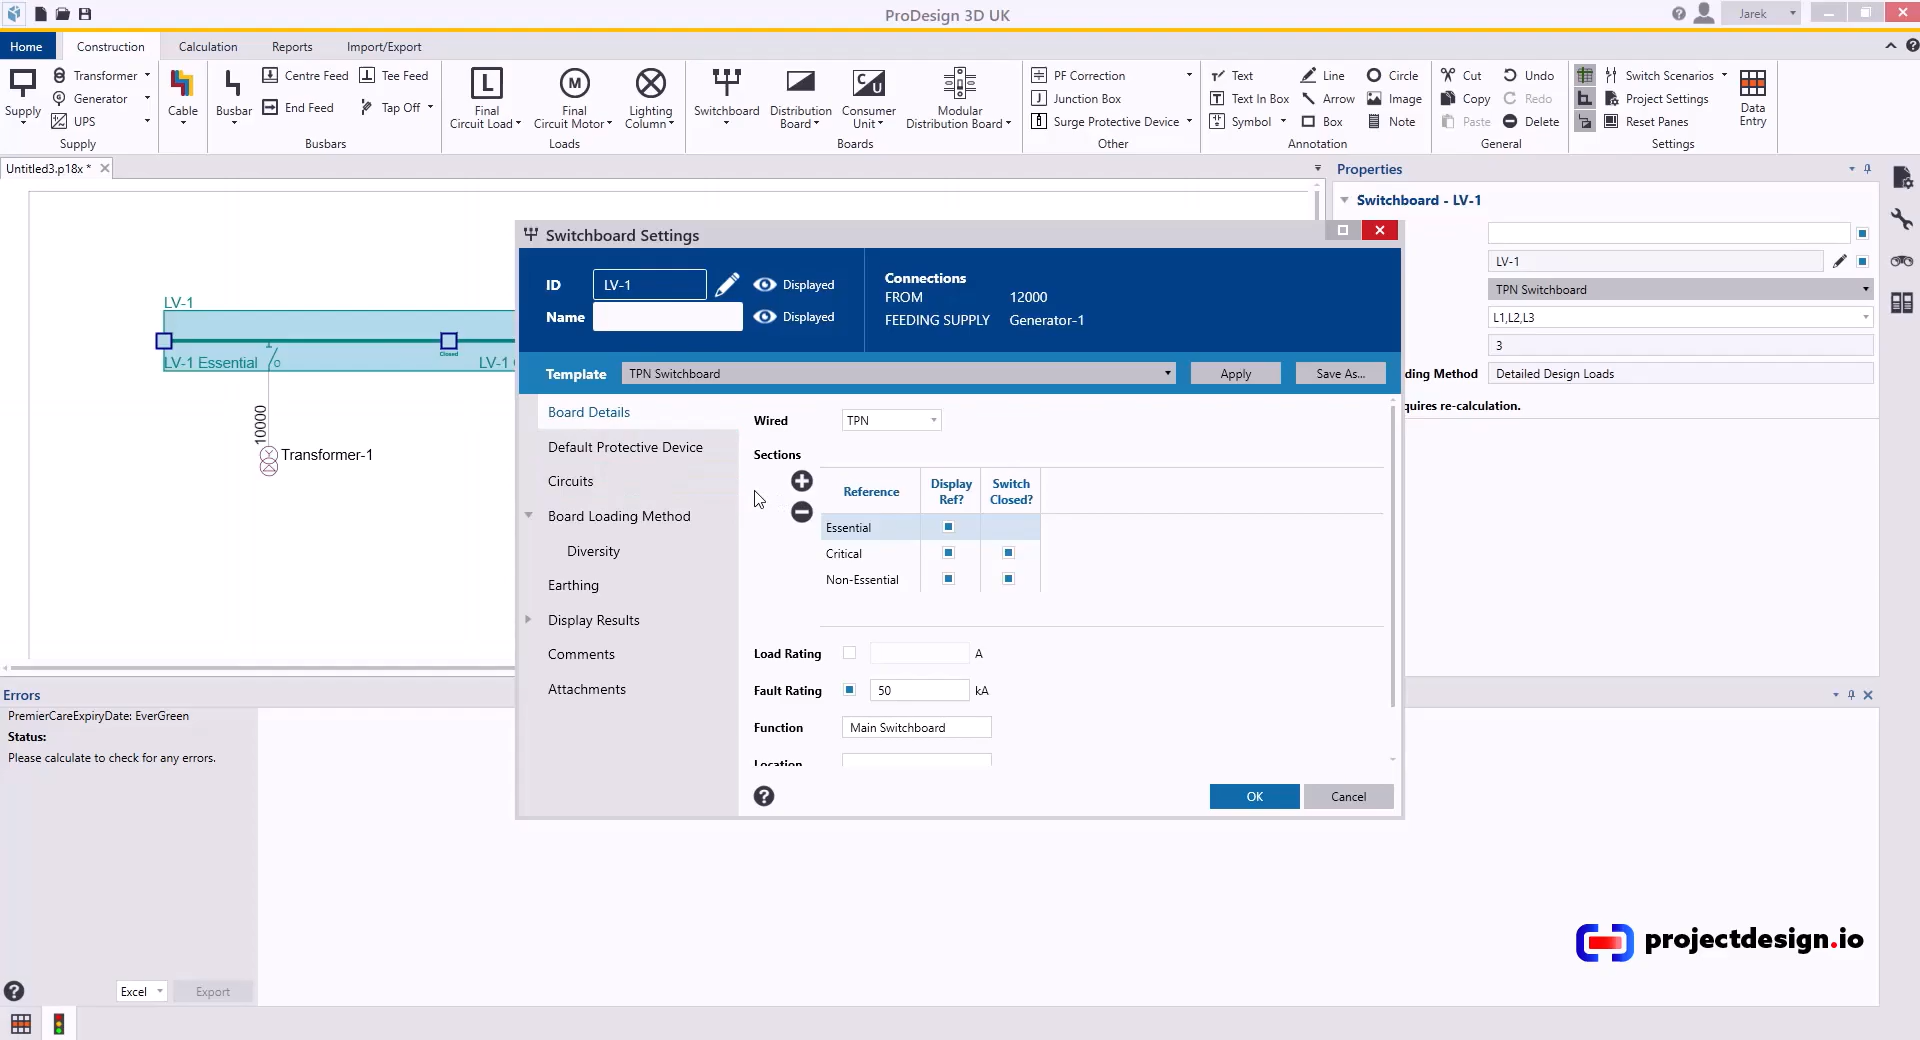 ProDesign 3D UK
Jarek
Home
Construction
Calculation
Reports
Import/Export
Supply
Transformer
Generator
UPS
Supply
Cable
Busbar
Centre Feed
Tee Feed
End Feed
Tap Off
Busbars
Final
Circuit Load
Final
Circuit Motor
Lighting
Column
Loads
Switchboard
Distribution
Board
Consumer
Unit
Modular
Distribution Board
Boards
PF Correction
Junction Box
Surge Protective Device
Other
Text
Line
Circle
Text In Box
Arrow
Image
Symbol
Box
Note
Annotation
Cut
Undo
Copy
Redo
Paste
Delete
General
Switch Scenarios
Project Settings
Reset Panes
Data
Entry
Settings
Untitled3.p18x *
Properties
Switchboard - LV-1
LV-1
TPN Switchboard
L1,L2,L3
3
ding Method
Detailed Design Loads
quires re-calculation.
LV-1
Closed
LV-1 Essential
LV-1
10000
Transformer-1
Switchboard Settings
ID
LV-1
Displayed
Name
Displayed
Connections
FROM
12000
FEEDING SUPPLY
Generator-1
Template
TPN Switchboard
Apply
Save As...
Board Details
Default Protective Device
Circuits
Board Loading Method
Diversity
Earthing
Display Results
Comments
Attachments
Wired
TPN
Sections
Reference
Display
Ref?
Switch
Closed?
Essential
Critical
Non-Essential
Load Rating
A
Fault Rating
50
kA
Function
Main Switchboard
Location
OK
Cancel
Errors
PremierCareExpiryDate: EverGreen
Status:
Please calculate to check for any errors.
Excel
Export
projectdesign.io